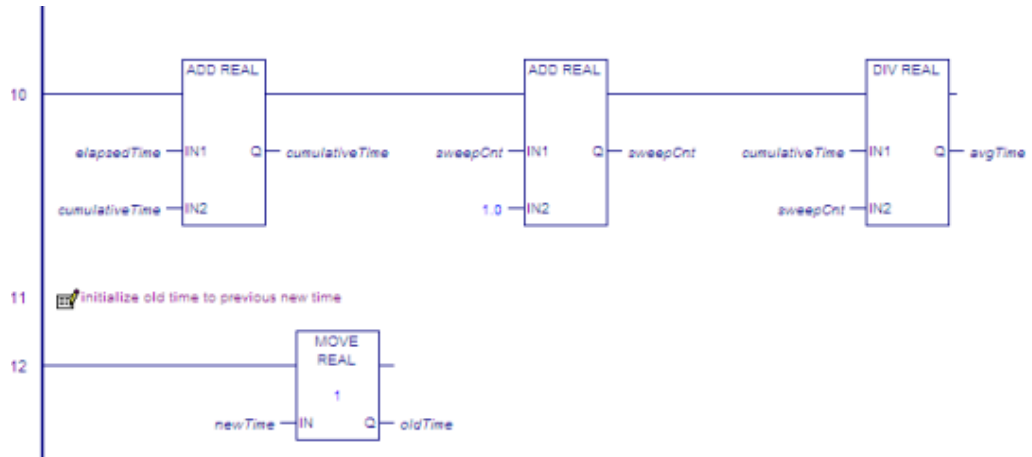 ADD REAL ADD REAL DIV REAL
10
elapsedTime IN1 Q cumulativeTime sweepCnt IN1 Q sweepCnt cumulativeTime IN1 Q avgTime
cumulativeTime IN2 1.0 IN2 sweepCnt IN2
11 initialize old time to previous new time
MOVE
REAL
12
1
newTime IN Q oldTime